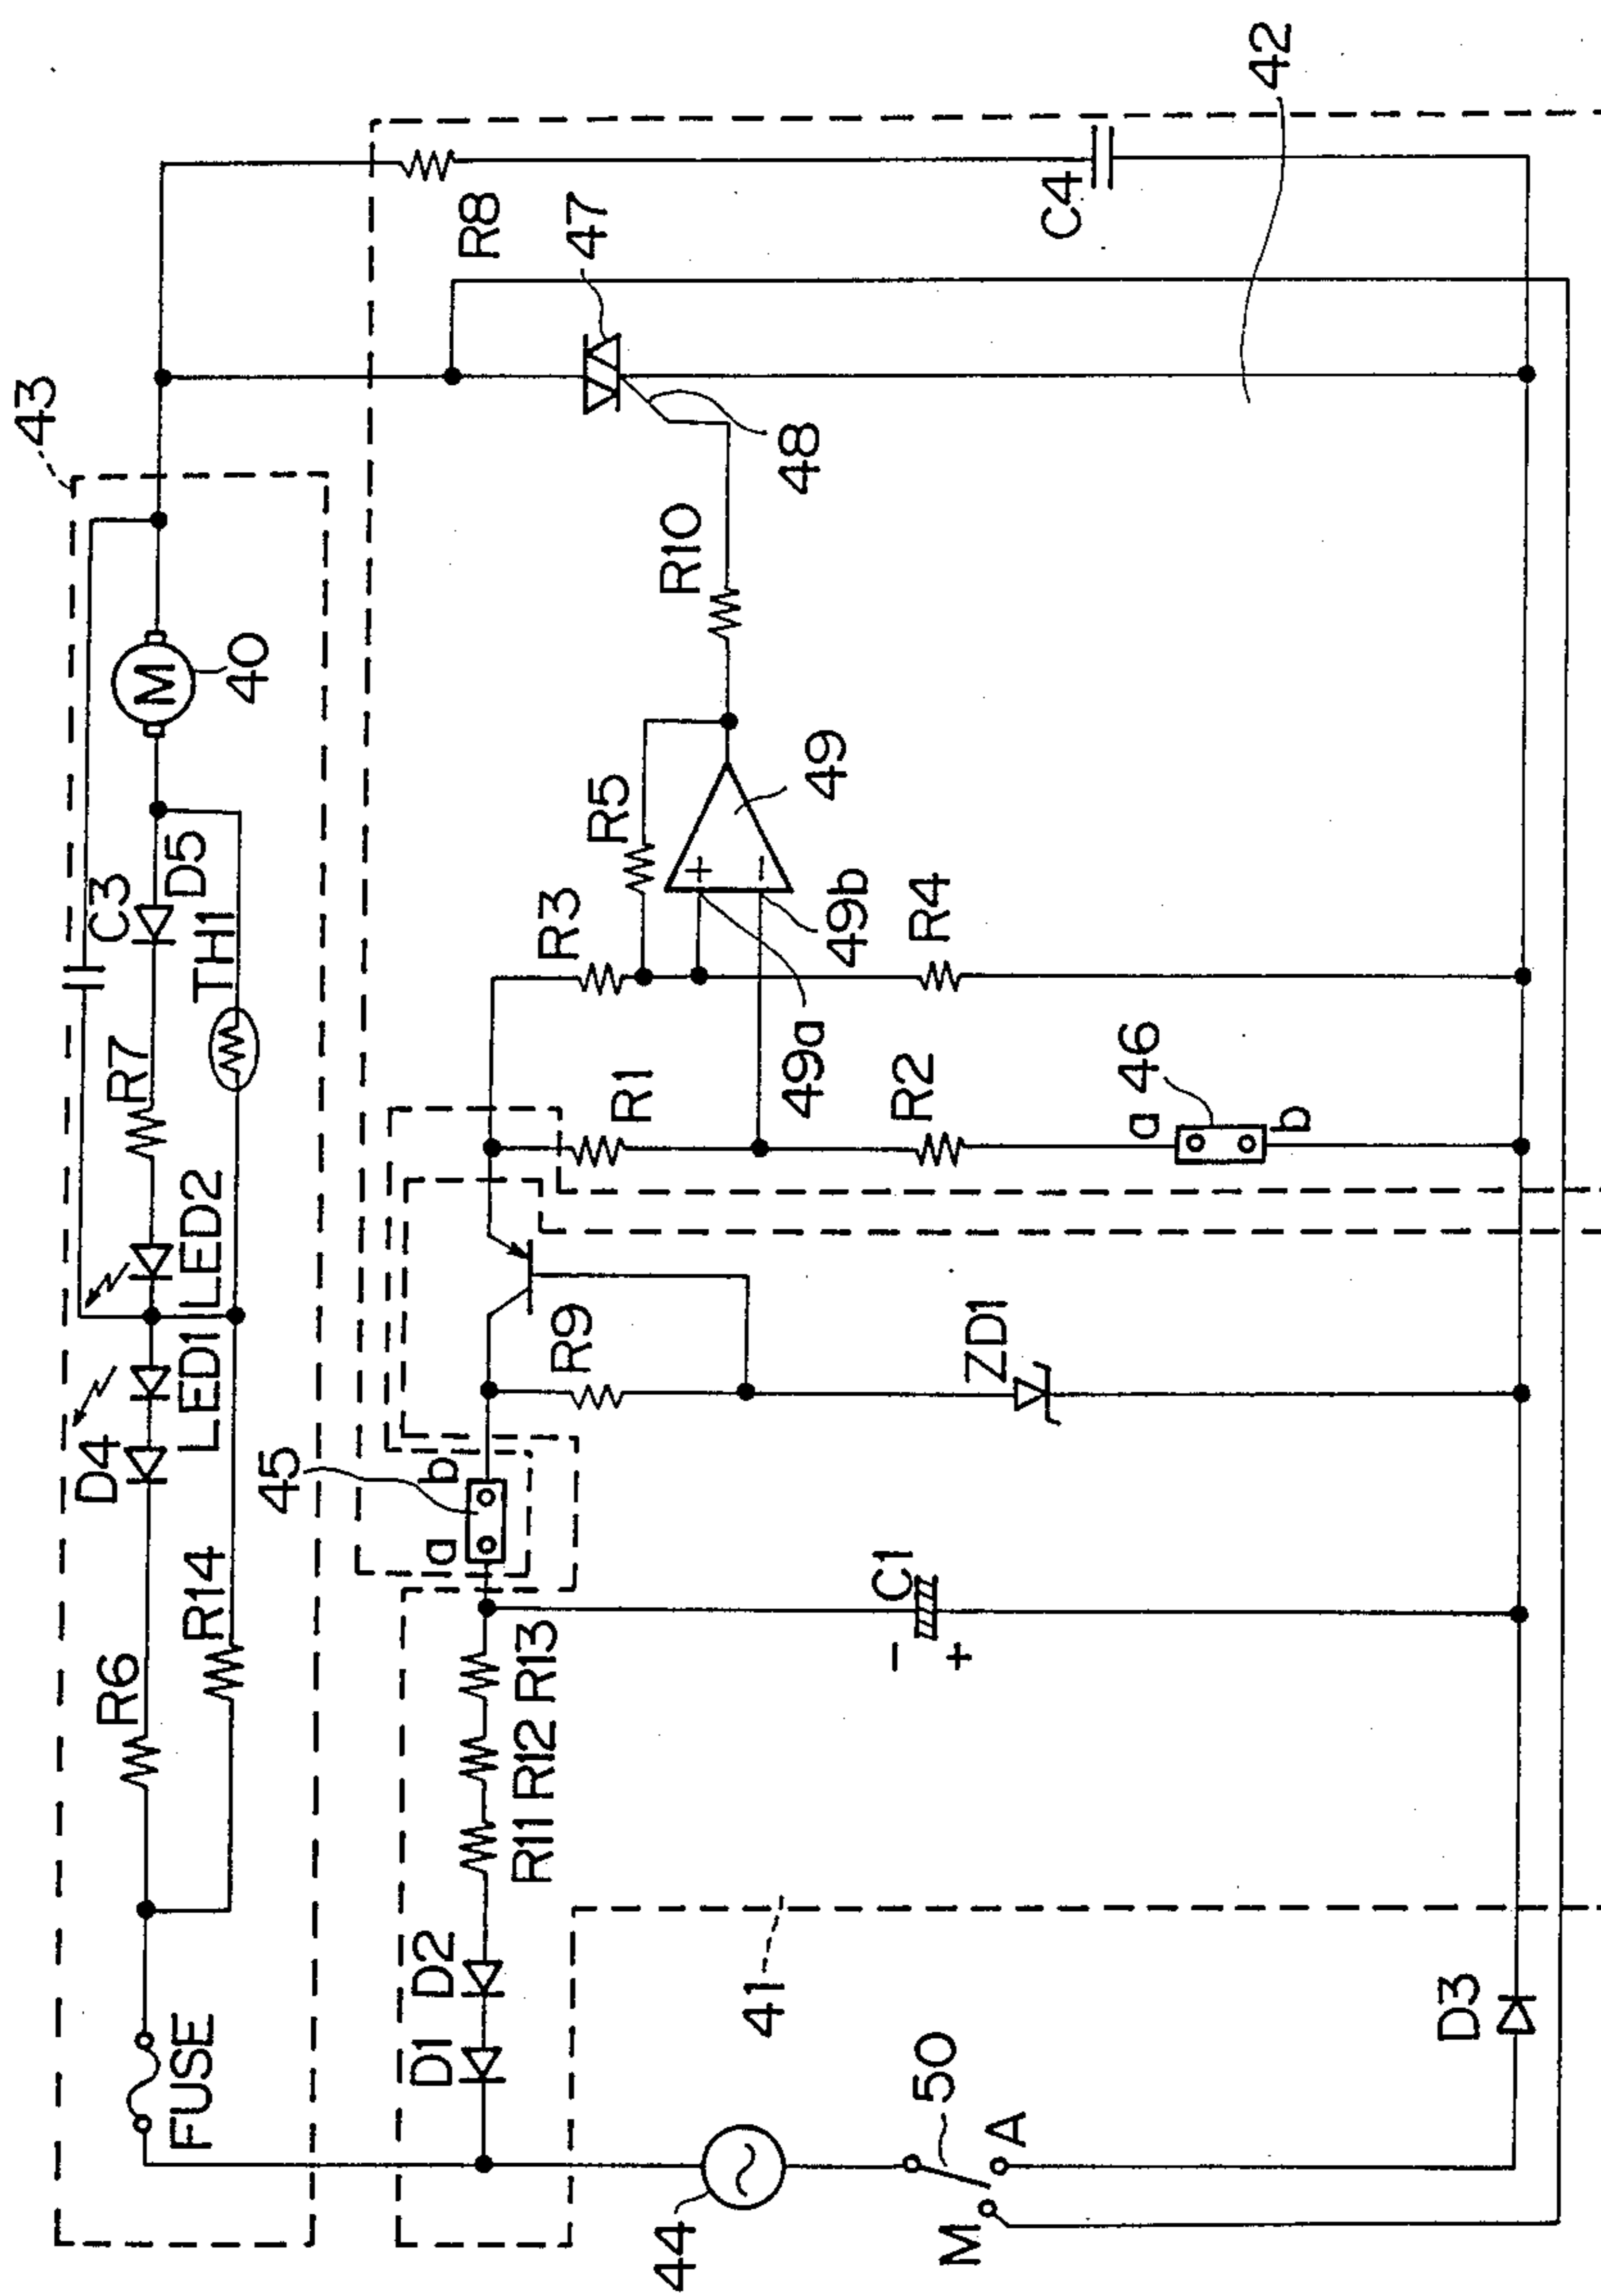 43
R6
D4
R7
C3
FUSE
R14
LED1
LED2
TH1
D5
M
40
45
a
b
D1
D2
R11
R12
R13
R8
R9
R1
R3
R5
47
R10
+
−
48
44
41
49a
49b
49
C1
−
+
R2
R4
50
M
A
ZD1
a
46
b
C4
42
D3